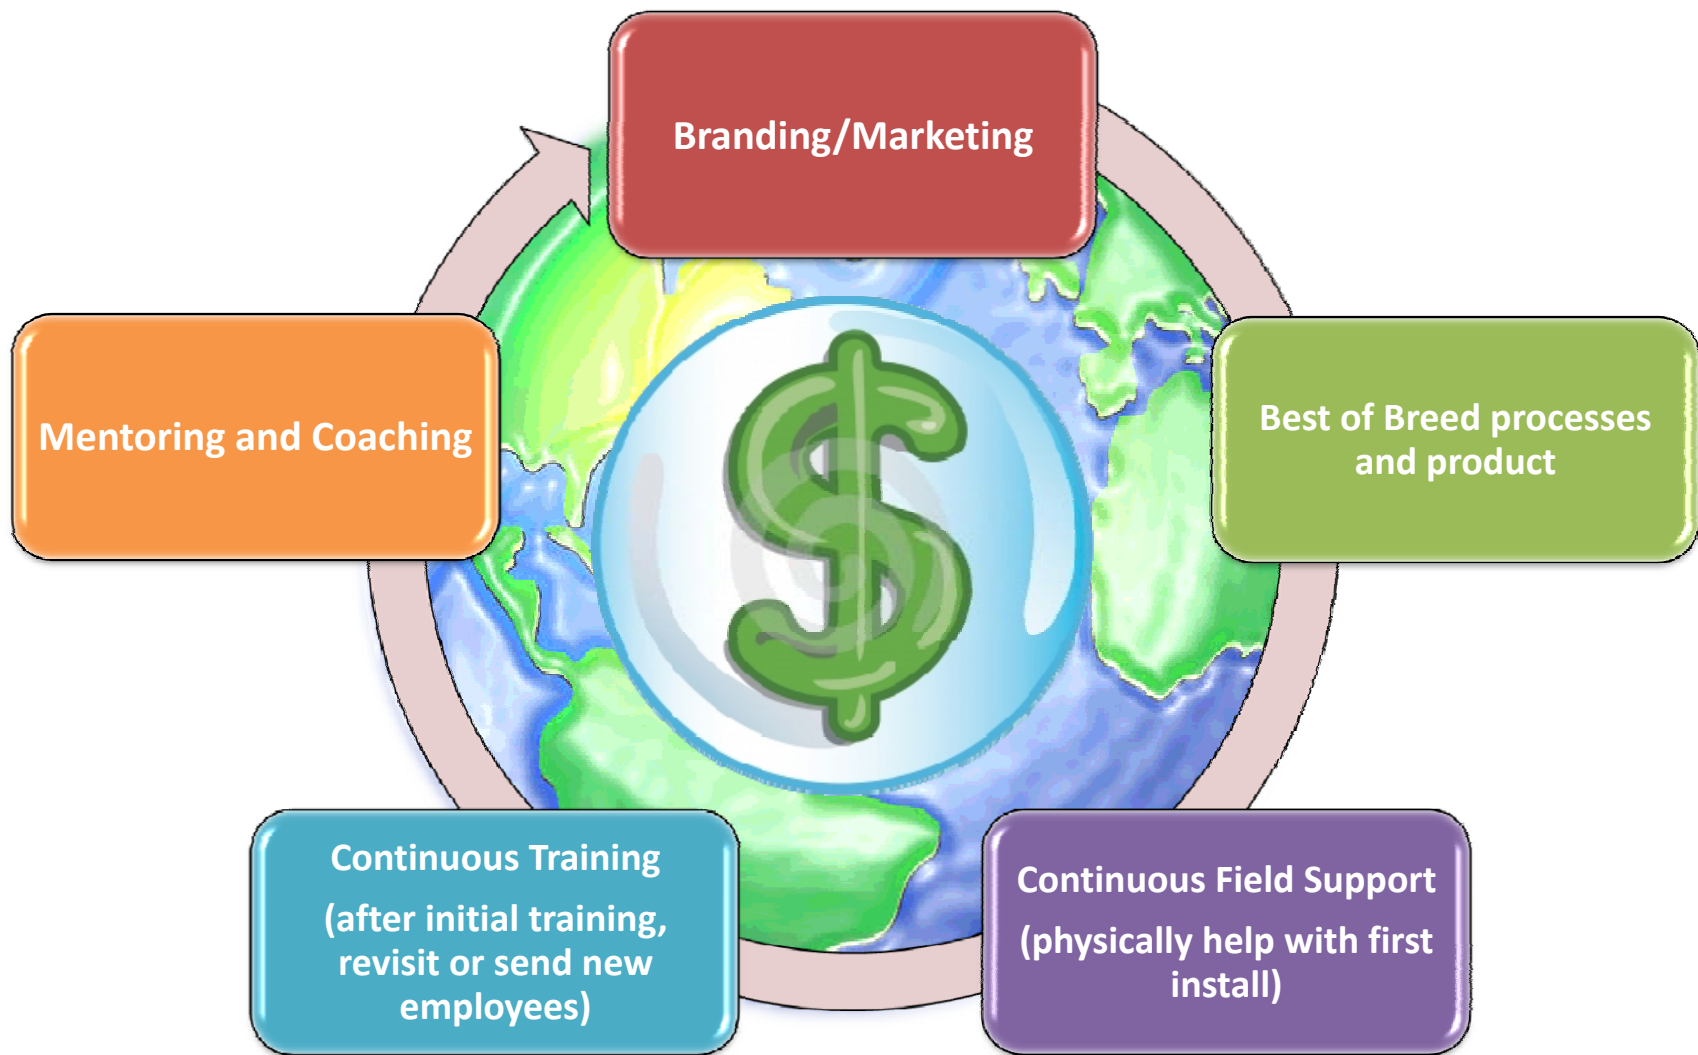 Branding/Marketing
Best of Breed processes
and product
Continuous Field Support
(physically help with first
install)
Continuous Training
(after initial training,
revisit or send new
employees)
Mentoring and Coaching
$